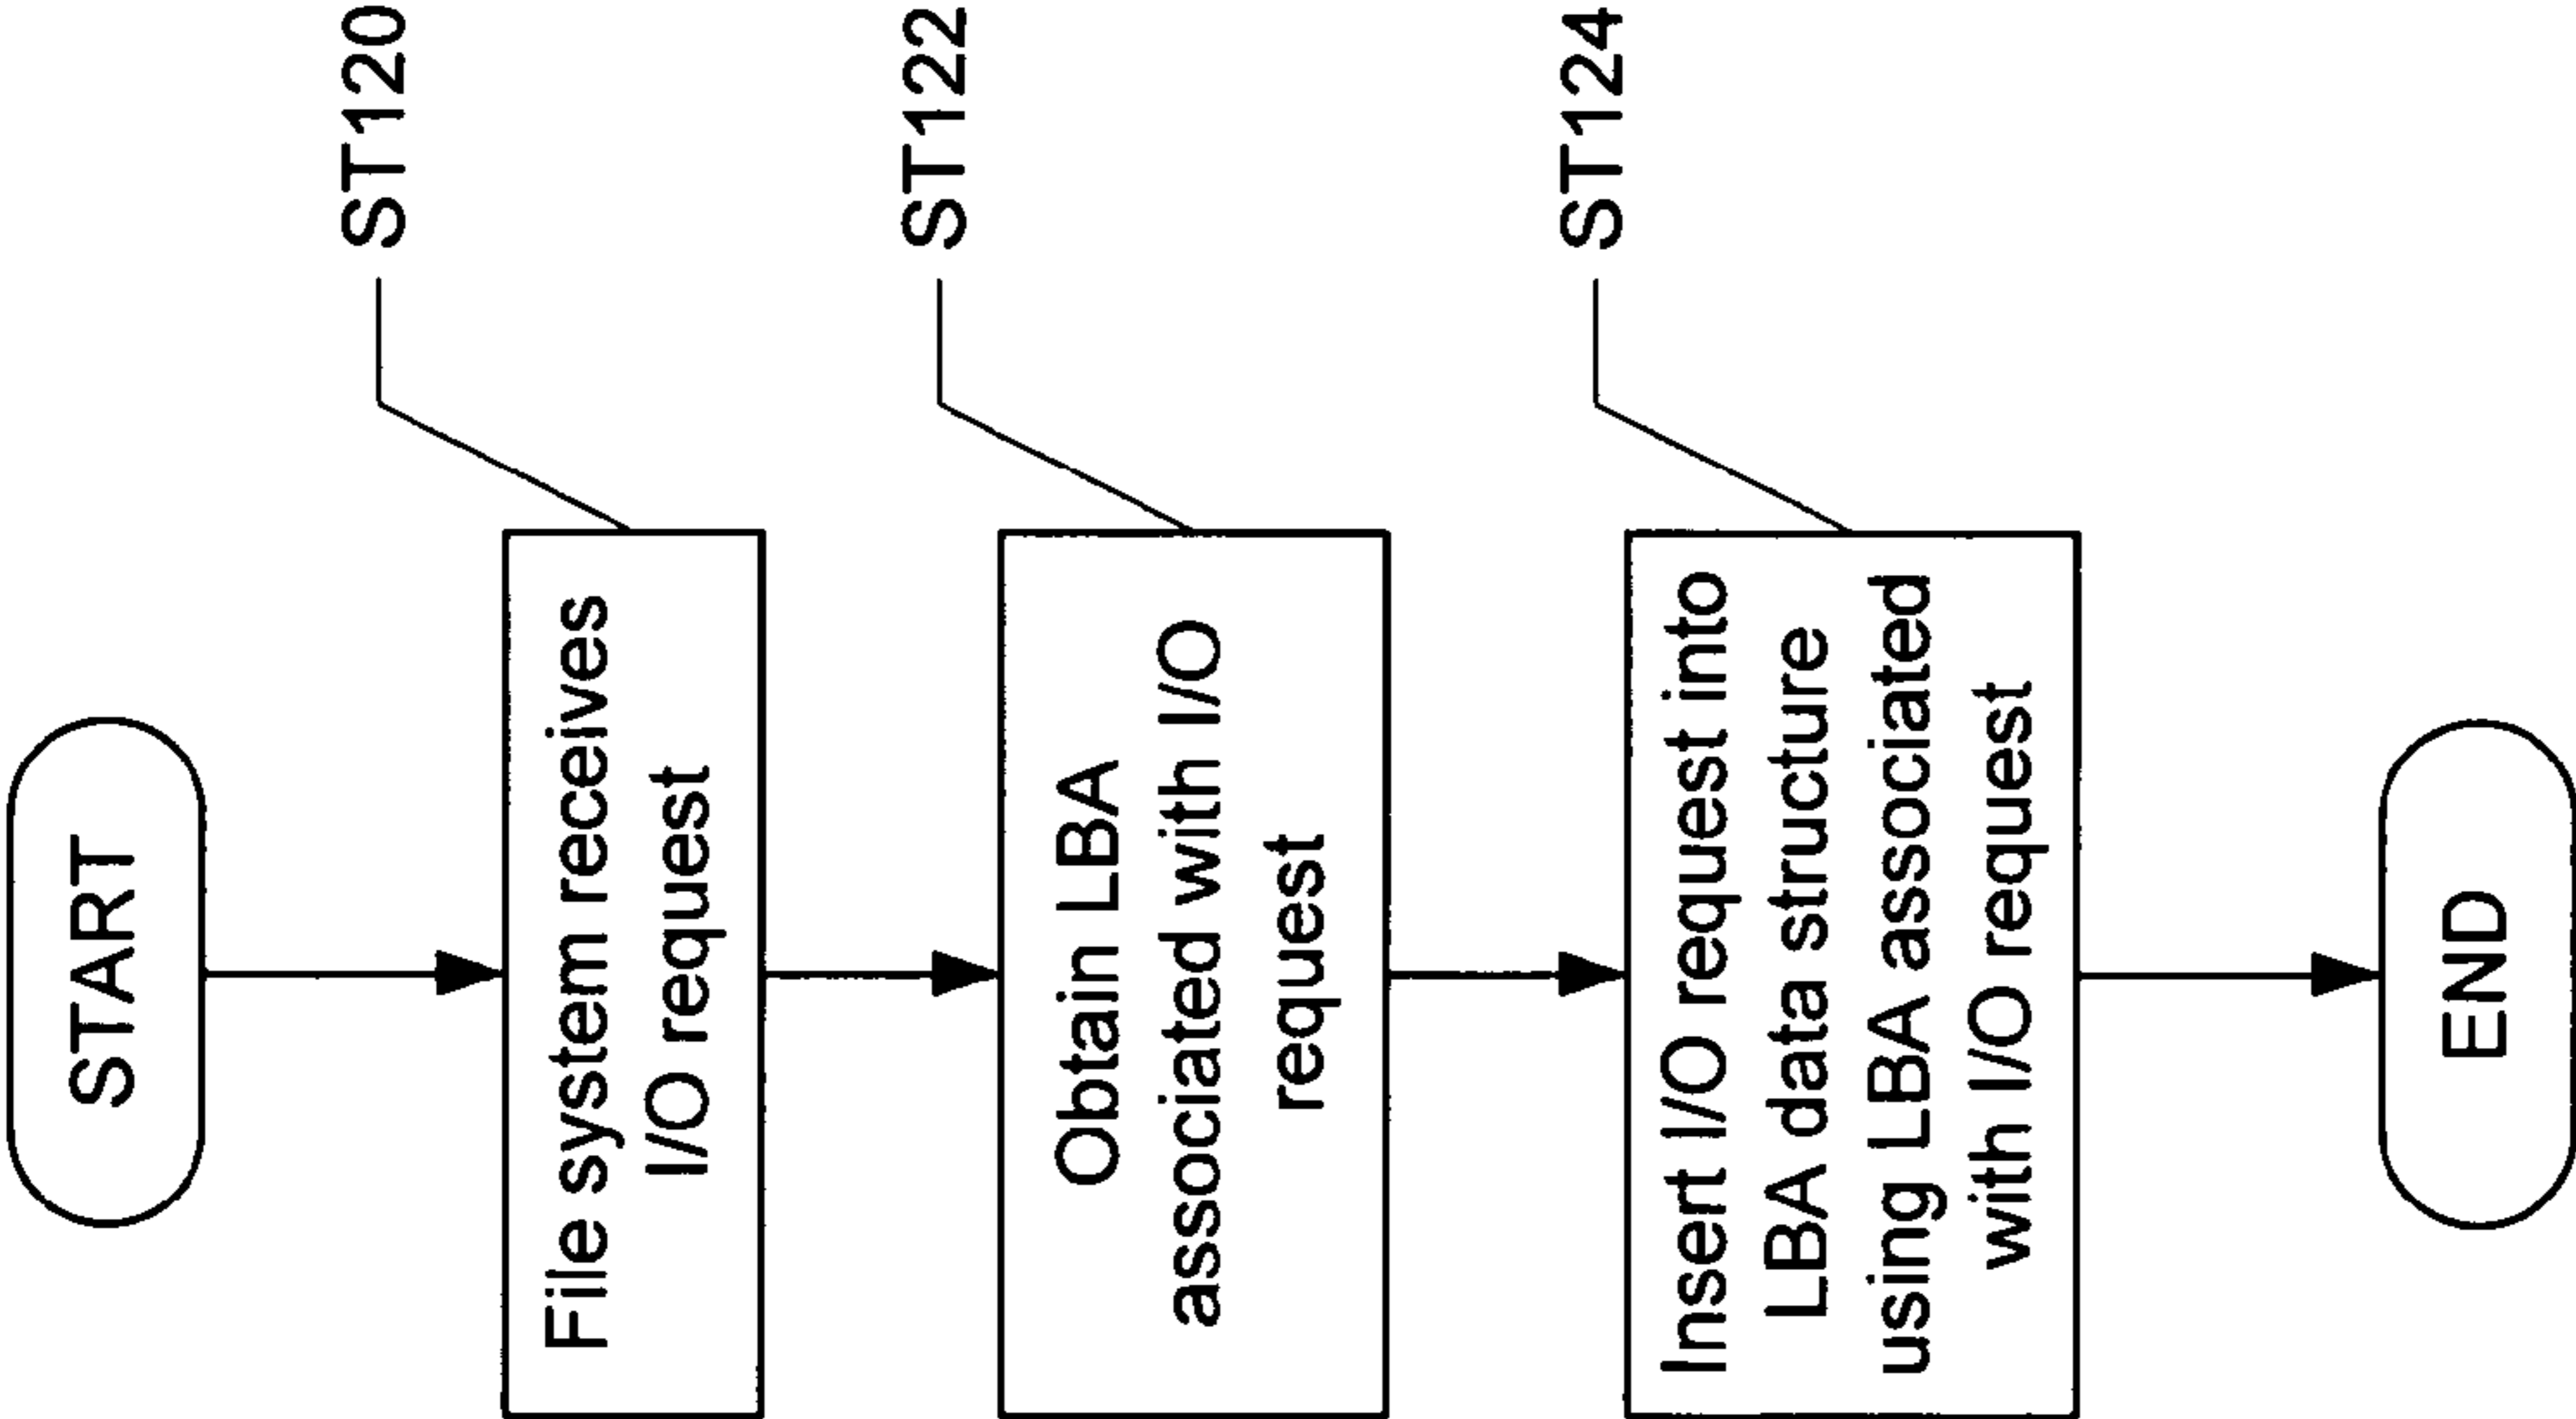 START
File system receives
I/O request
ST120
Obtain LBA
associated with I/O
request
ST122
Insert I/O request into
LBA data structure
using LBA associated
with I/O request
ST124
END